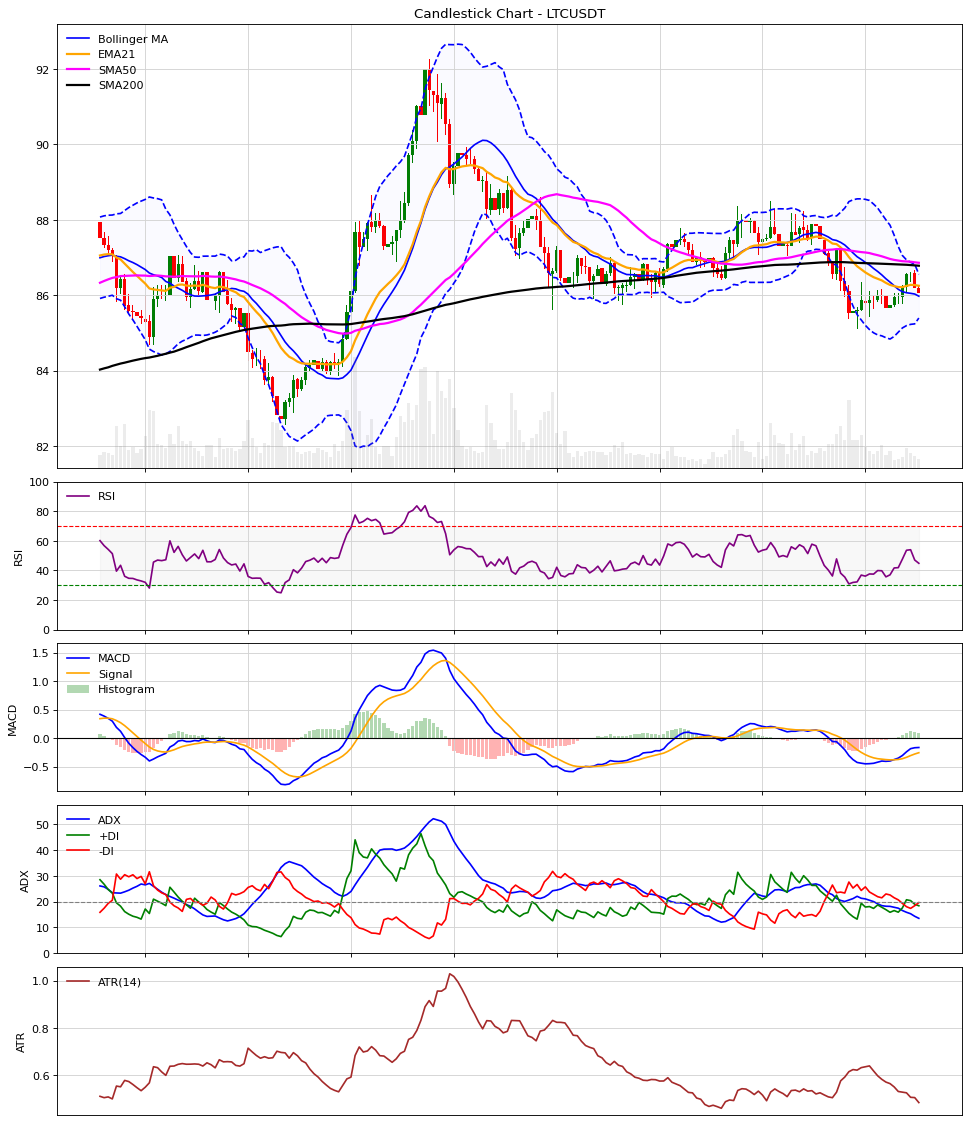 Candlestick Chart - LTCUSDT
Bollinger MA
EMA21
SMA50
SMA200
92
90
88
86
84
82
RSI
RSI
100
80
60
40
20
0
MACD
Signal
Histogram
MACD
1.5
1.0
0.5
0.0
−0.5
ADX
+DI
-DI
ADX
50
40
30
20
10
0
ATR(14)
ATR
1.0
0.8
0.6